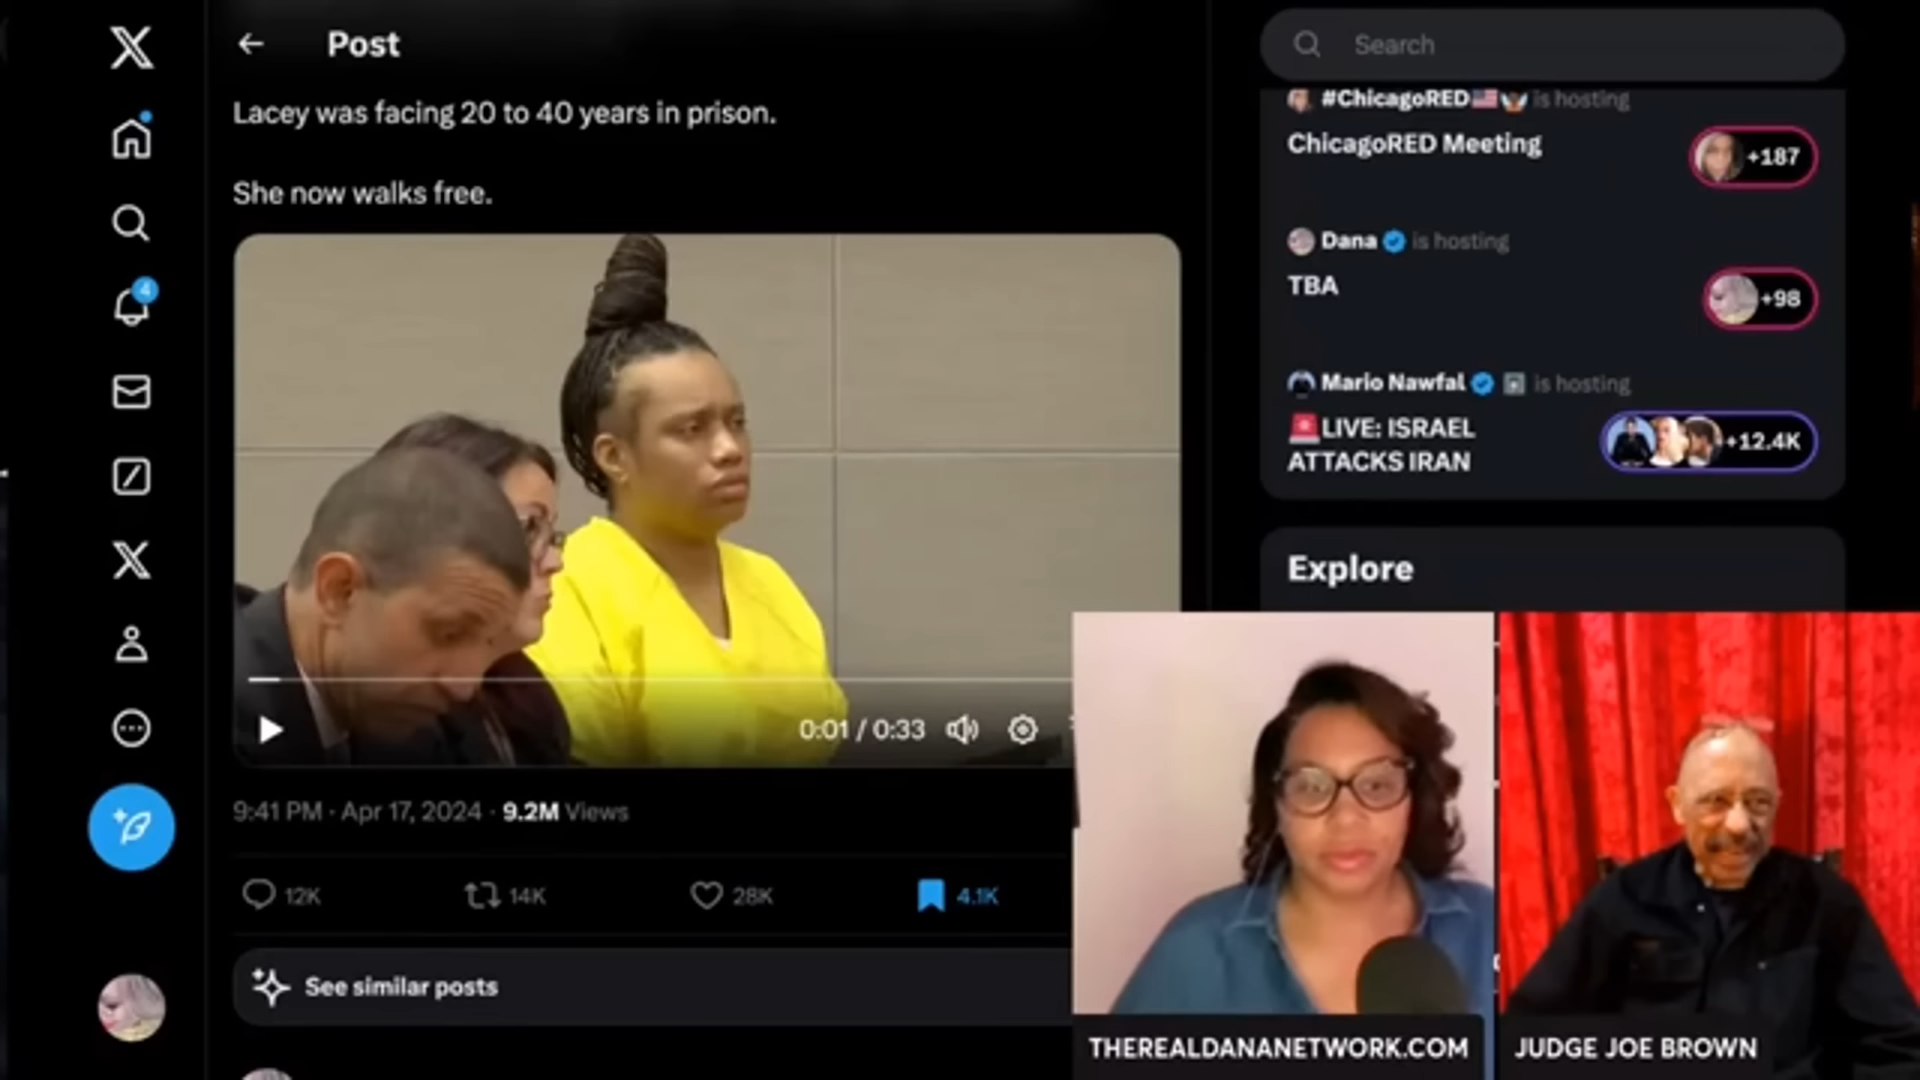 Post
Lacey was facing 20 to 40 years in prison.
She now walks free.
4
0:01 / 0:33
9:41 PM · Apr 17, 2024 · 9.2M Views
12K
14K
28K
4.1K
See similar posts
Search
#ChicagoRED is hosting
ChicagoRED Meeting
+187
Dana is hosting
TBA
+98
Mario Nawfal is hosting
LIVE: ISRAEL
ATTACKS IRAN
+12.4K
Explore
THEREALDANANETWORK.COM
JUDGE JOE BROWN